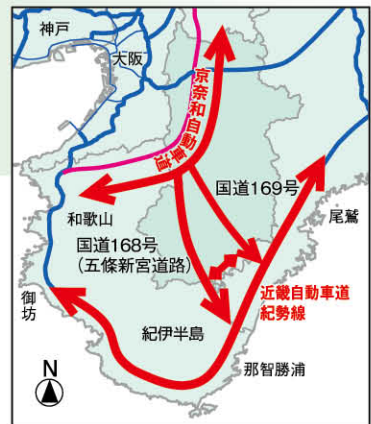 神戸
大阪
京奈和自動車道
国道169号
和歌山
尾鷲
国道168号
(五條新宮道路)
近畿自動車道
紀勢線
御坊
紀伊半島
那智勝浦
N